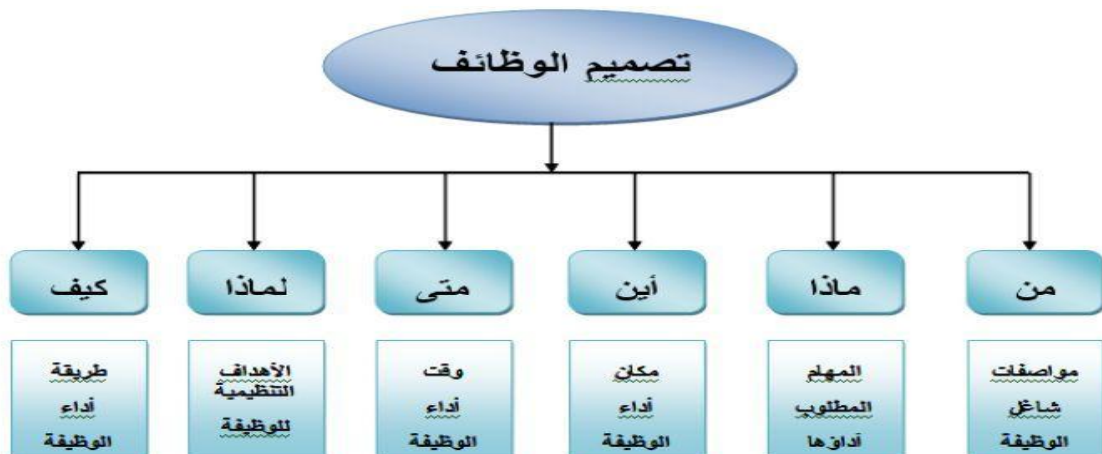 تصميم الوظائف
من
ماذا
أين
متى
لماذا
كيف
مواصفات
شاغل
الوظيفة
المهام
المطلوب
أداؤها
مكان
أداء
الوظيفة
وقت
أداء
الوظيفة
الأهداف
التنظيمية
للوظيفة
طريقة
أداء
الوظيفة